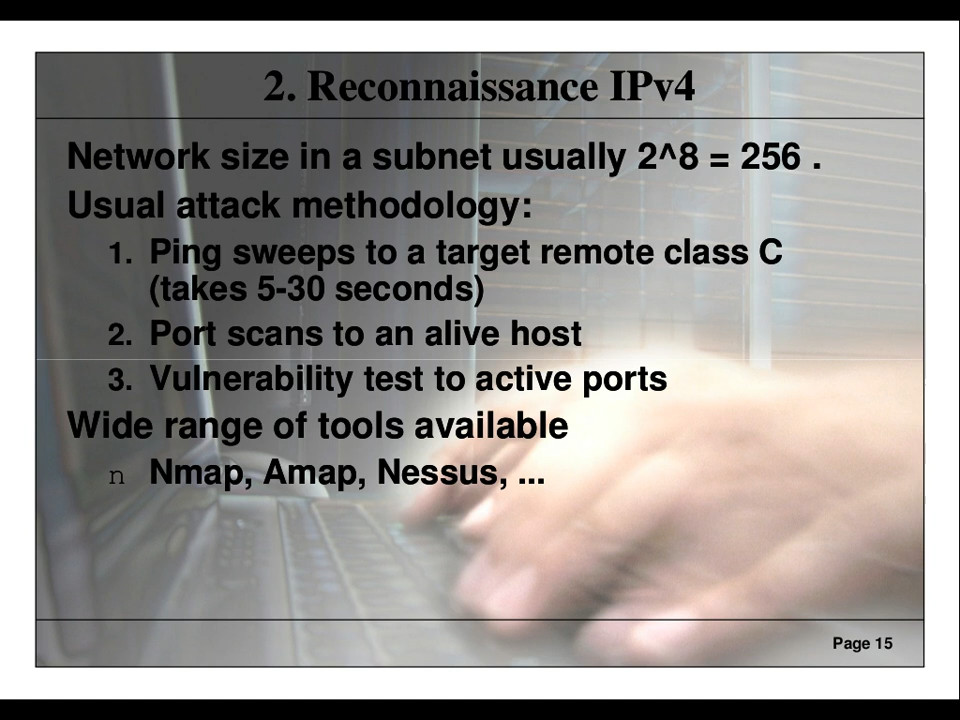 2. Reconnaissance IPv4
Network size in a subnet usually 2^8 = 256 .
Usual attack methodology:
1. Ping sweeps to a target remote class C
(takes 5-30 seconds)
2. Port scans to an alive host
3. Vulnerability test to active ports
Wide range of tools available
n Nmap, Amap, Nessus, ...
Page 15